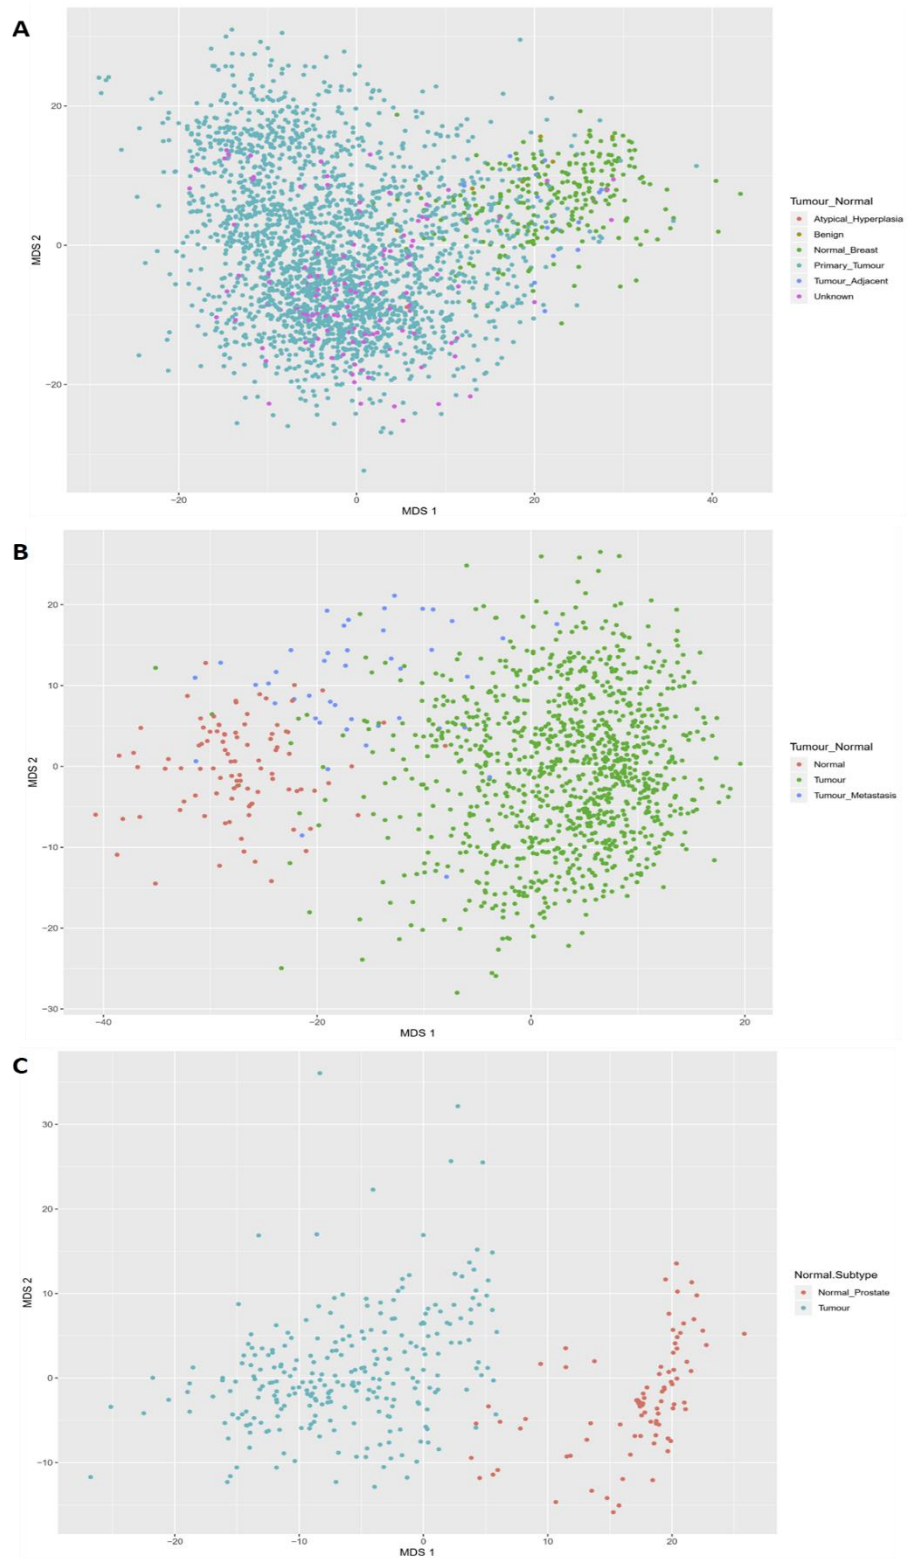 A
20
0
−20
MDS 2
−20
0
20
40
MDS 1
Tumour_Normal
Atypical_Hyperplasia
Benign
Normal_Breast
Primary_Tumour
Tumour_Adjacent
Unknown
B
20
10
0
−10
−20
−30
MDS 2
−40
−20
0
20
MDS 1
Tumour_Normal
Normal
Tumour
Tumour_Metastasis
C
30
20
10
0
−10
MDS 2
−20
−10
0
10
20
MDS 1
Normal.Subtype
Normal_Prostate
Tumour